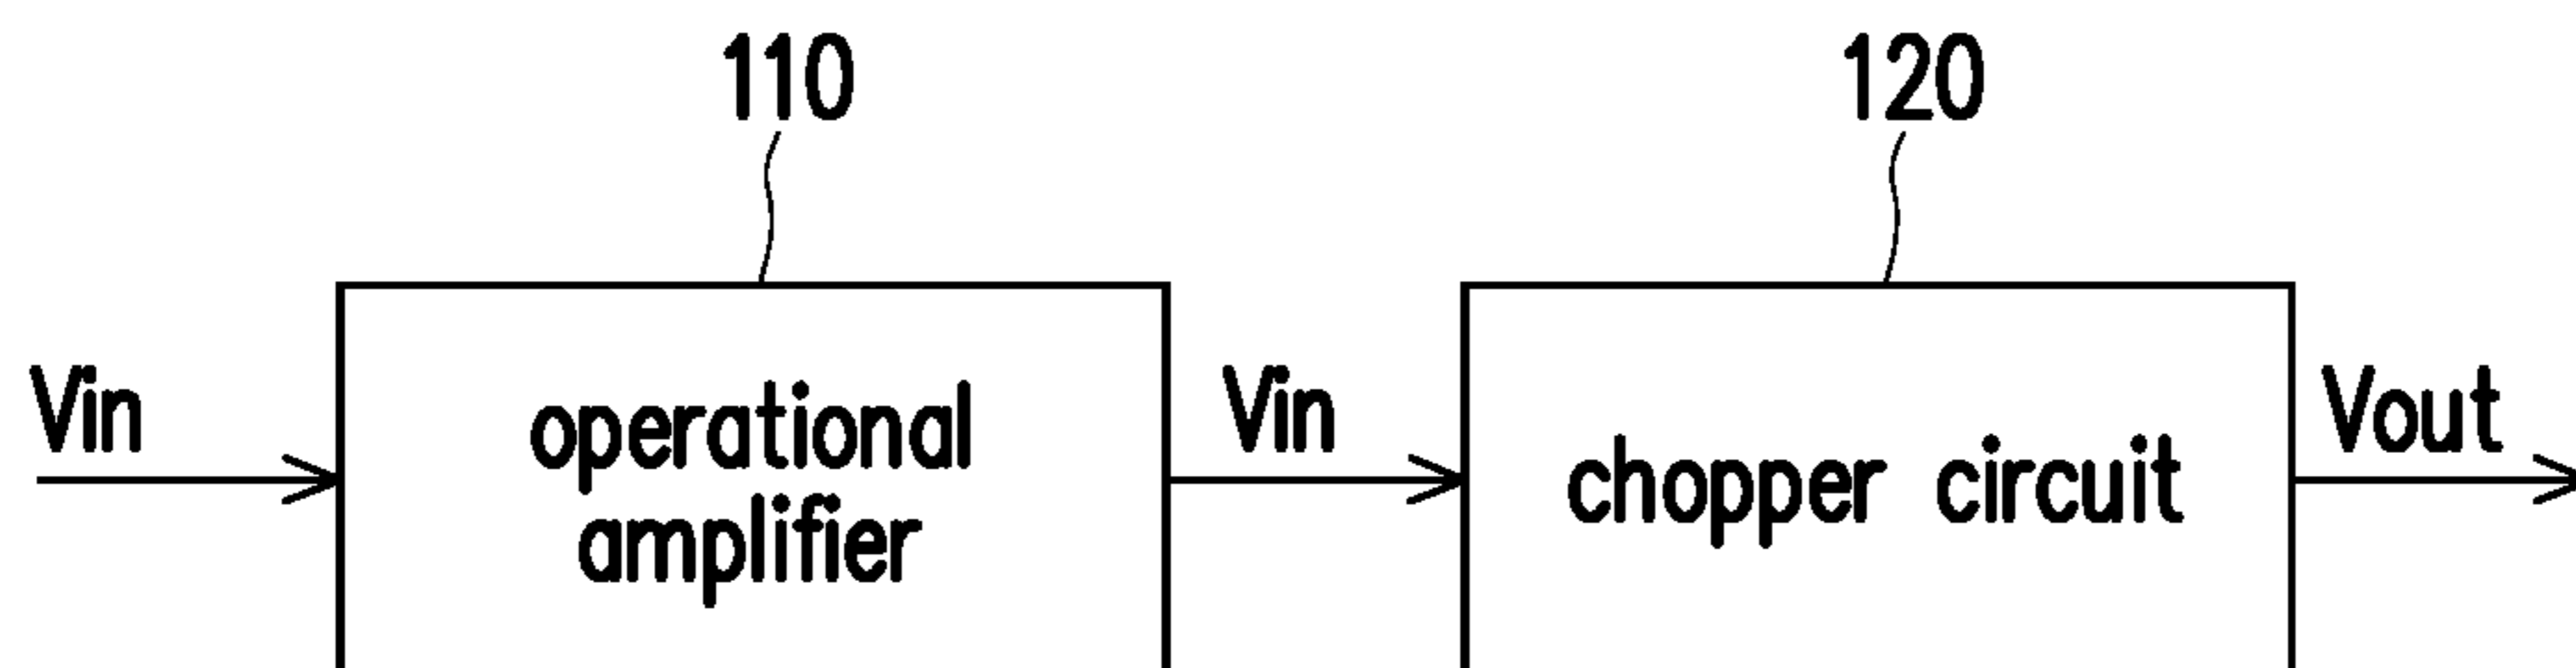 110
120
Vin
operational
amplifier
Vin
chopper circuit
Vout